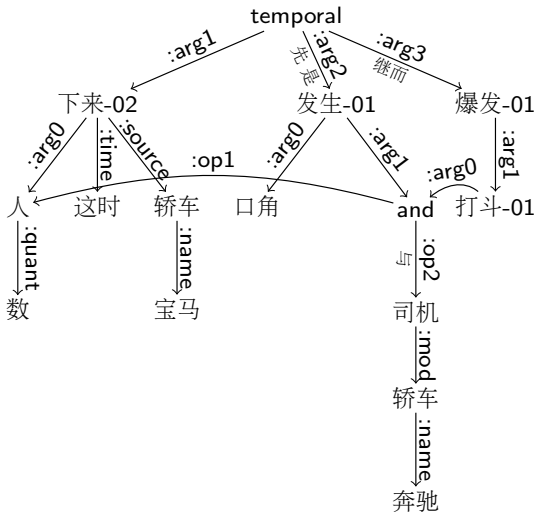 temporal
:arg1
:arg2
先 是
:arg3
继而
下来-02
发生-01
爆发-01
:arg0
:time
:source
:op1
:arg0
:arg1
:arg0
:arg1
人
这时
轿车
口角
and
打斗-01
:quant
:name
:op2
与
数
宝马
司机
:mod
轿车
:name
奔驰